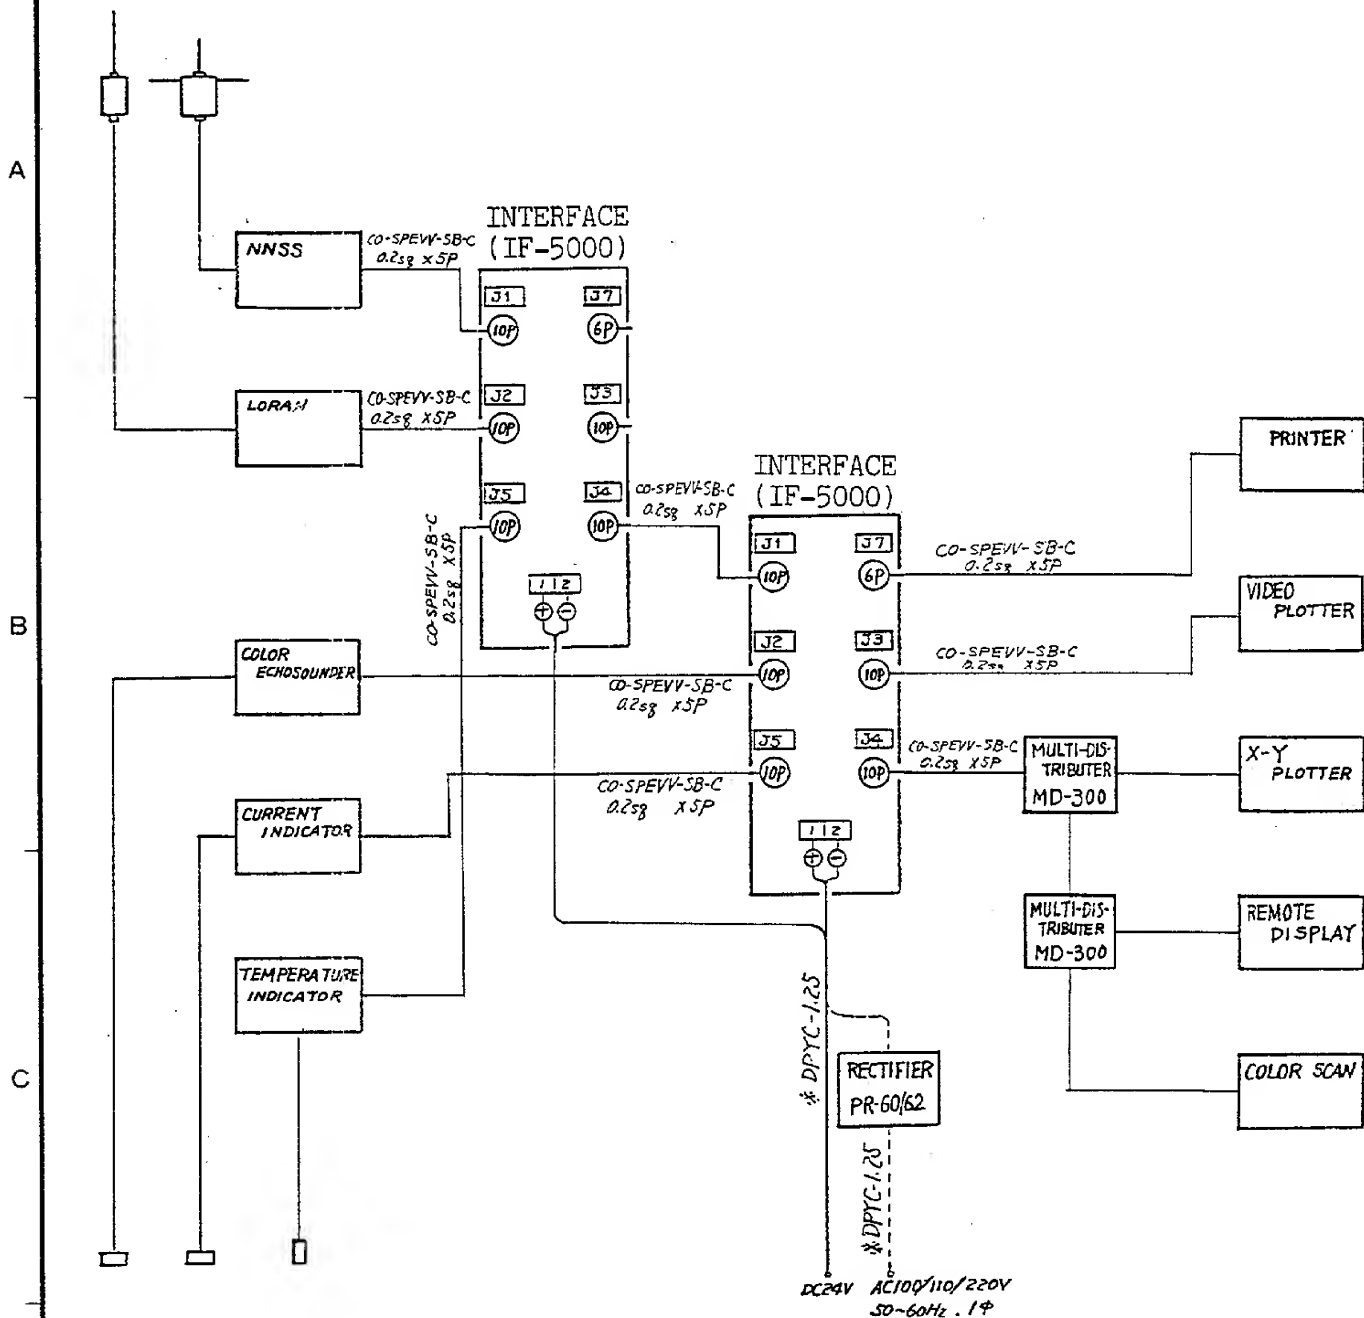 A
B
C
NNSS
CO-SPEVV-SB-C
0.2sq x5P
INTERFACE
(IF-5000)
J1
J7
10P
6P
LORAN
CO-SPEVV-SB-C
0.2sq x5P
J2
J3
10P
10P
J5
J4
10P
10P
CO-SPEVV-SB-C
0.2sq x5P
CO-SPEVV-SB-C
0.2sq x5P
1 2
+ -
INTERFACE
(IF-5000)
J1
J7
10P
6P
CO-SPEVV-SB-C
0.2sq x5P
PRINTER
COLOR
ECHOSOUNDER
CO-SPEVV-SB-C
0.2sq x5P
J2
J3
10P
10P
CO-SPEVV-SB-C
0.2sq x5P
VIDEO
PLOTTER
CURRENT
INDICATOR
CO-SPEVV-SB-C
0.2sq x5P
J5
J4
10P
10P
CO-SPEVV-SB-C
0.2sq x5P
MULTI-DIS-
TRIBUTER
MD-300
X-Y
PLOTTER
1 2
+ -
MULTI-DIS-
TRIBUTER
MD-300
REMOTE
DISPLAY
TEMPERATURE
INDICATOR
※ DPYC-1.25
RECTIFIER
PR-60/62
COLOR SCAN
※ DPYC-1.25
DC24V
AC100/110/220V
50~60Hz . 1Φ